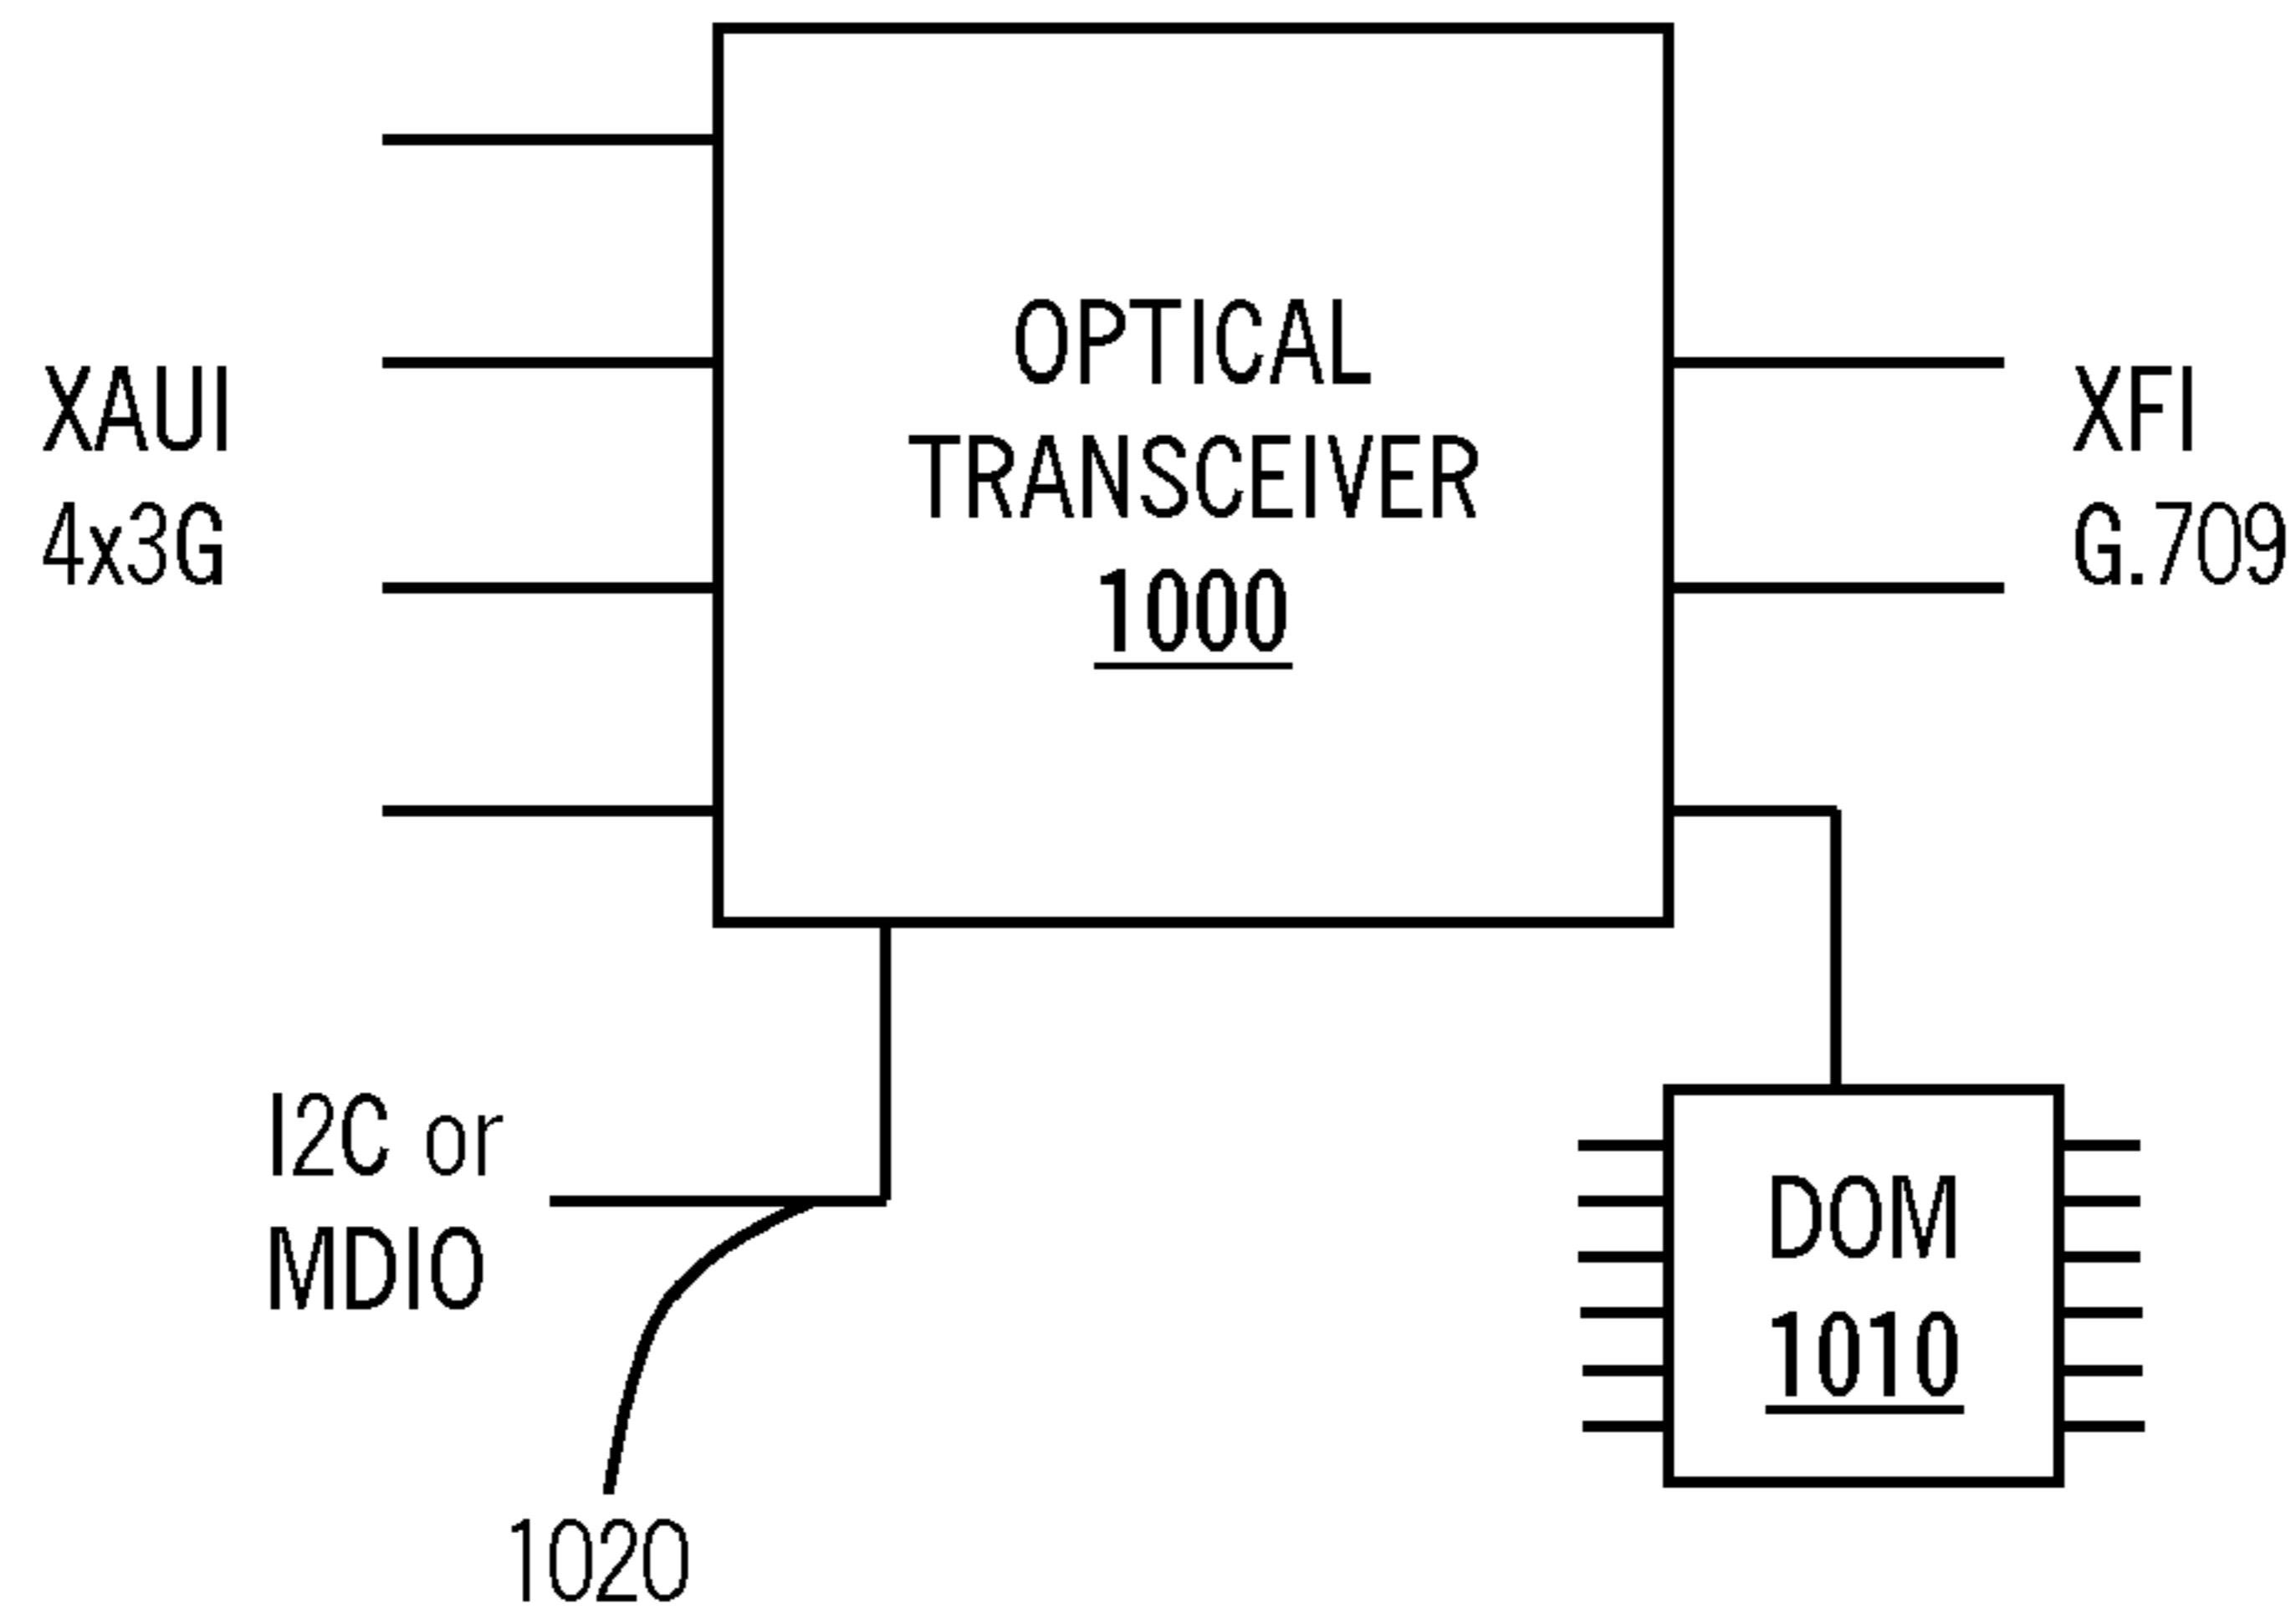 OPTICAL
TRANSCEIVER
1000
XAUI
4x3G
XFI
G.709
I2C or
MDIO
1020
DOM
1010